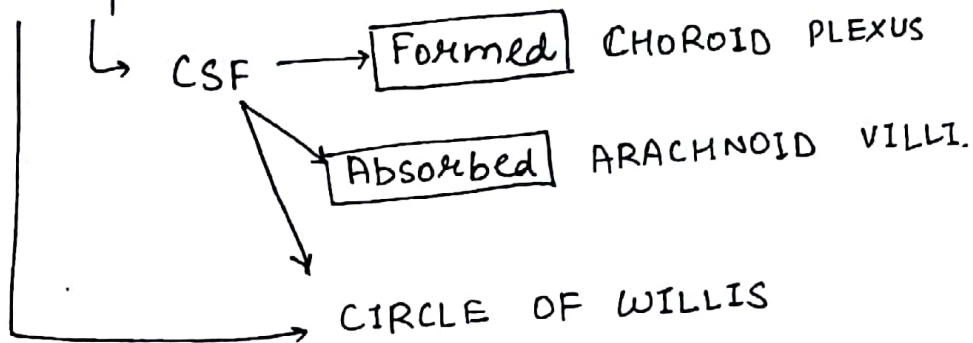 CSF → Formed CHOROID PLEXUS
Absorbed ARACHNOID VILLI.
CIRCLE OF WILLIS